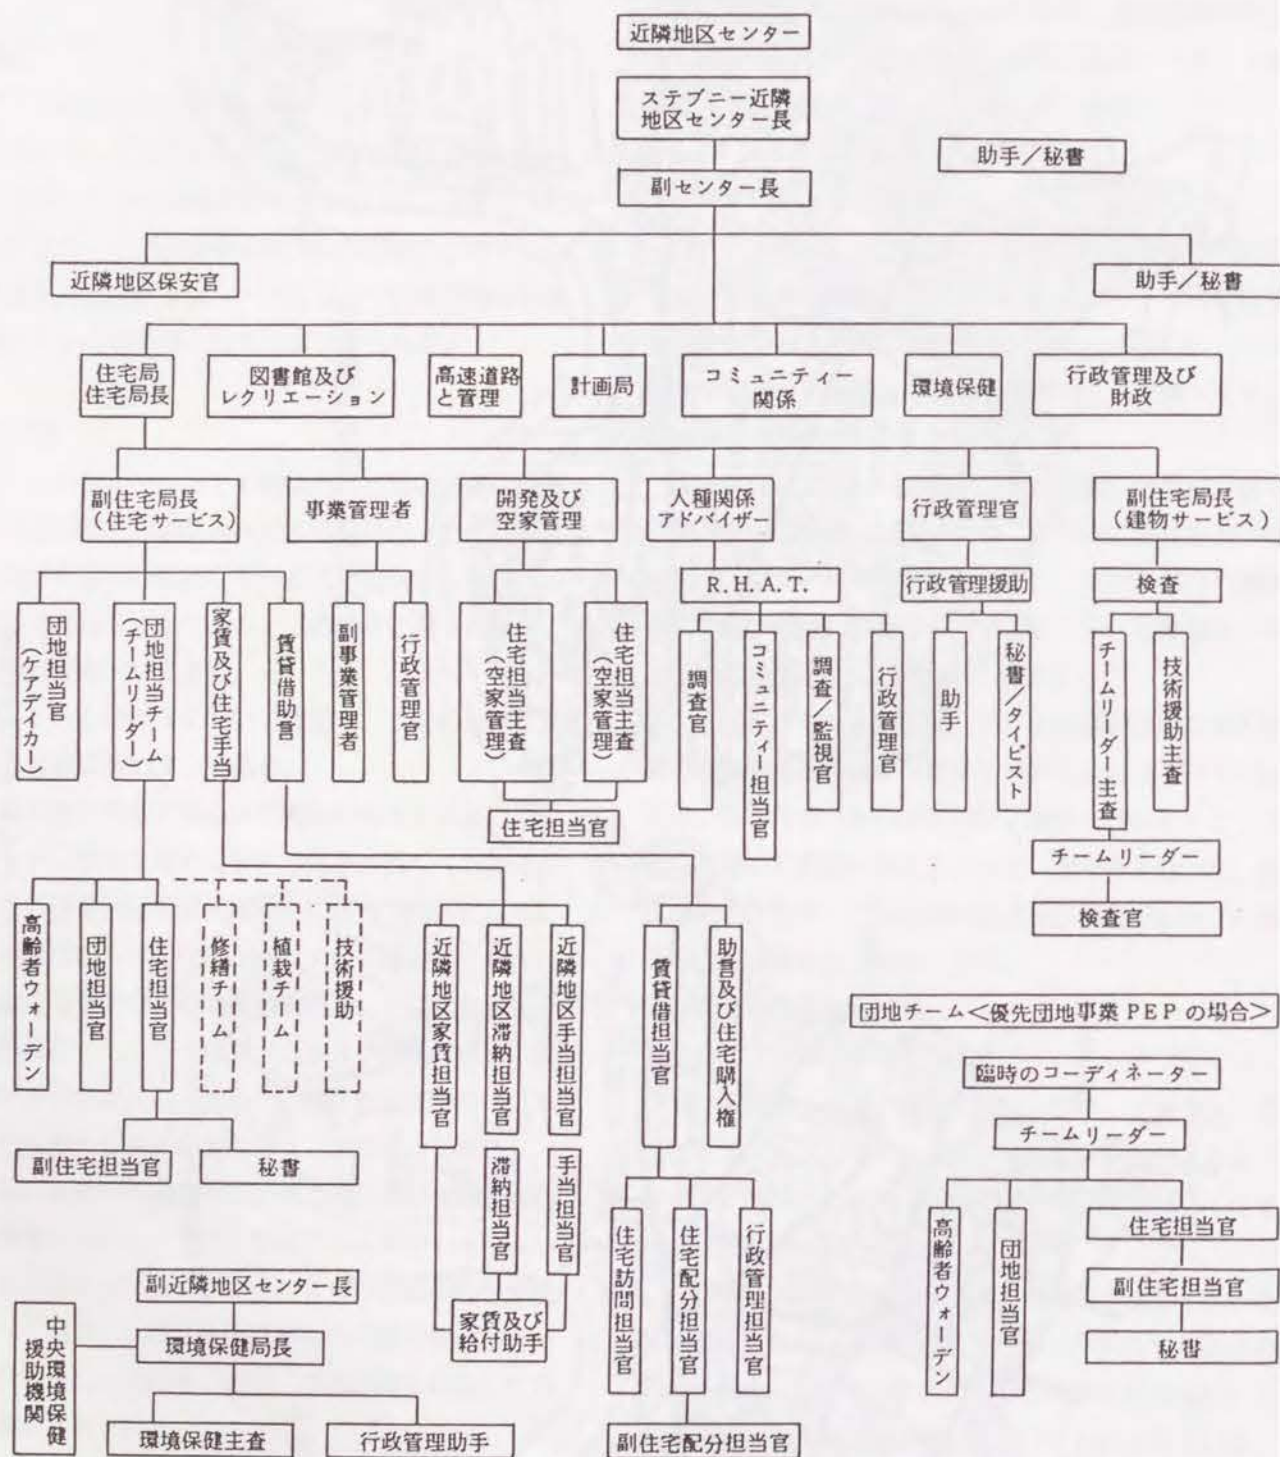 近隣地区センター
ステプニー近隣
地区センター長
助手／秘書
副センター長
近隣地区保安官
助手／秘書
住宅局
住宅局長
図書館及び
レクリエーション
高速道路
と管理
計画局
コミュニティー
関係
環境保健
行政管理及び
財政
副住宅局長
（住宅サービス）
事業管理者
開発及び
空家管理
人種関係
アドバイザー
行政管理官
副住宅局長
（建物サービス）
R.H.A.T.
行政管理援助
検査
団地担当官
（ケアデイカー）
団地担当チーム
（チームリーダー）
家賃及び住宅手当
賃貸借助言
副事業管理者
行政管理官
住宅担当主査
（空家管理）
住宅担当主査
（空家管理）
調査官
コミュニティー担当官
調査／監視官
行政管理官
助手
秘書／タイピスト
チームリーダー主査
技術援助主査
住宅担当官
チームリーダー
検査官
高齢者ウォーデン
団地担当官
住宅担当官
修繕チーム
植栽チーム
技術援助
近隣地区家賃担当官
近隣地区滞納担当官
近隣地区手当担当官
賃貸借担当官
助言及び住宅購入権
副住宅担当官
秘書
滞納担当官
手当担当官
家賃及び
給付助手
住宅訪問担当官
住宅配分担当官
行政管理担当官
副住宅配分担当官
団地チーム＜優先団地事業 PEP の場合＞
臨時のコーディネーター
チームリーダー
高齢者ウォーデン
団地担当官
住宅担当官
副住宅担当官
秘書
副近隣地区センター長
中央環境保健
援助機関
環境保健局長
環境保健主査
行政管理助手